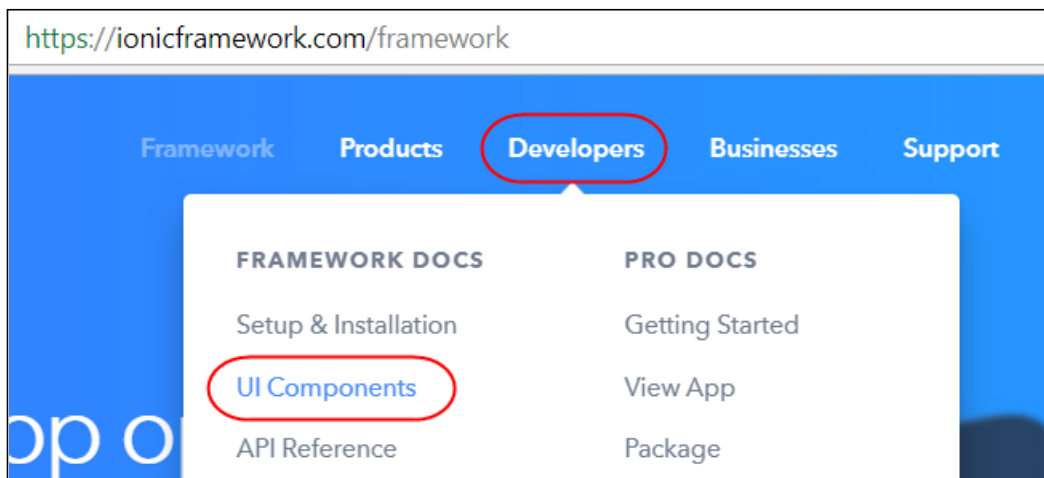 https://ionicframework.com/framework
Framework Products Developers Businesses Support
FRAMEWORK DOCS PRO DOCS
Setup & Installation Getting Started
UI Components View App
API Reference Package